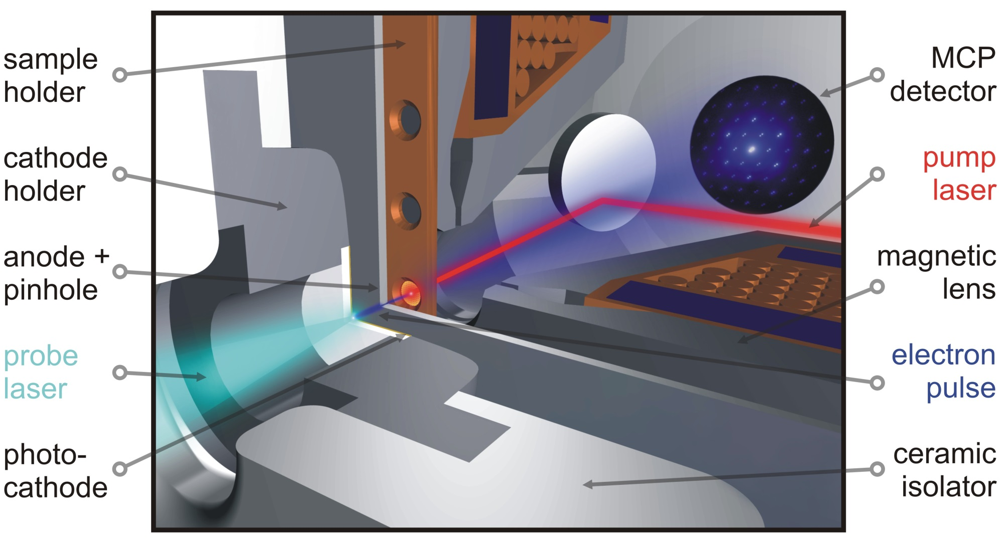 sample
holder
cathode
holder
anode +
pinhole
probe
laser
photo-
cathode
MCP
detector
pump
laser
magnetic
lens
electron
pulse
ceramic
isolator